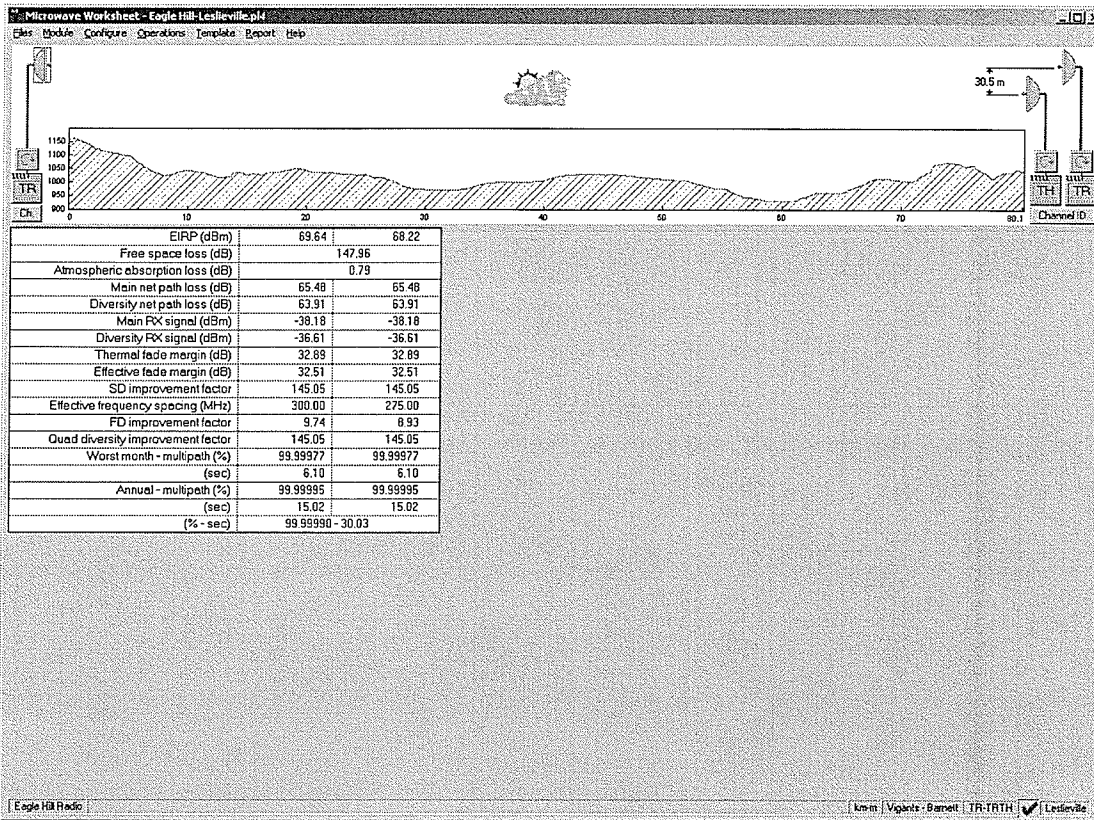 Microwave Worksheet - Eagle Hill-Leslieville.pl4
Files Module Configure Operations Template Report Help
30.5 m
TR
Ch.
TH
TR
Channel ID
1150
1100
1050
1000
950
900
0 10 20 30 40 50 60 70 80.1
EIRP (dBm) 69.64 68.22
Free space loss (dB) 147.96
Atmospheric absorption loss (dB) 0.79
Main net path loss (dB) 65.48 65.48
Diversity net path loss (dB) 63.91 63.91
Main RX signal (dBm) -38.18 -38.18
Diversity RX signal (dBm) -36.61 -36.61
Thermal fade margin (dB) 32.89 32.89
Effective fade margin (dB) 32.51 32.51
SD improvement factor 145.05 145.05
Effective frequency spacing (MHz) 300.00 275.00
FD improvement factor 9.74 8.93
Quad diversity improvement factor 145.05 145.05
Worst month - multipath (%) 99.99977 99.99977
(sec) 6.10 6.10
Annual - multipath (%) 99.99995 99.99995
(sec) 15.02 15.02
(% - sec) 99.99990 - 30.03
Eagle Hill Radio
km-m Vigants - Barnett TR-TRTH Leslieville